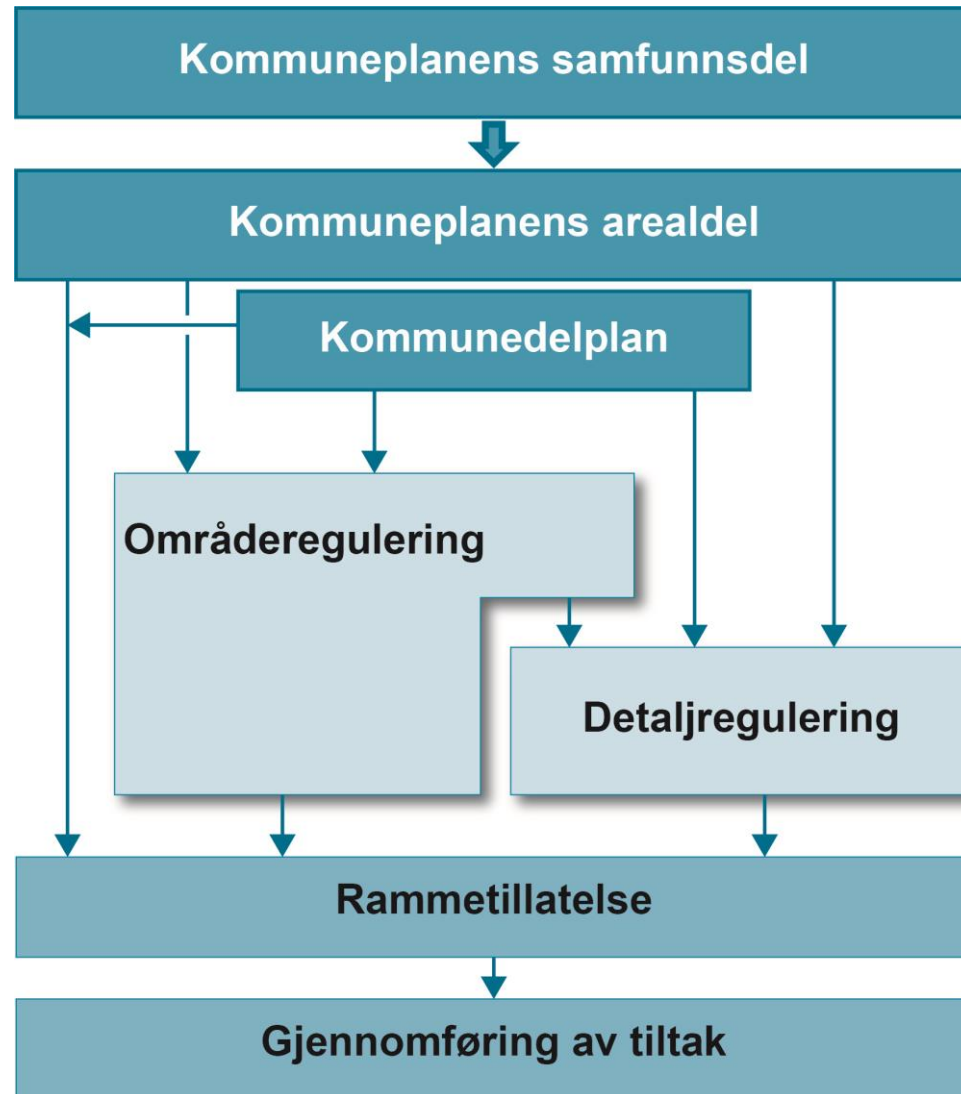 Kommuneplanens samfunnsdel
Kommuneplanens arealdel
Kommunedelplan
Områderegulering
Detaljregulering
Rammetillatelse
Gjennomføring av tiltak